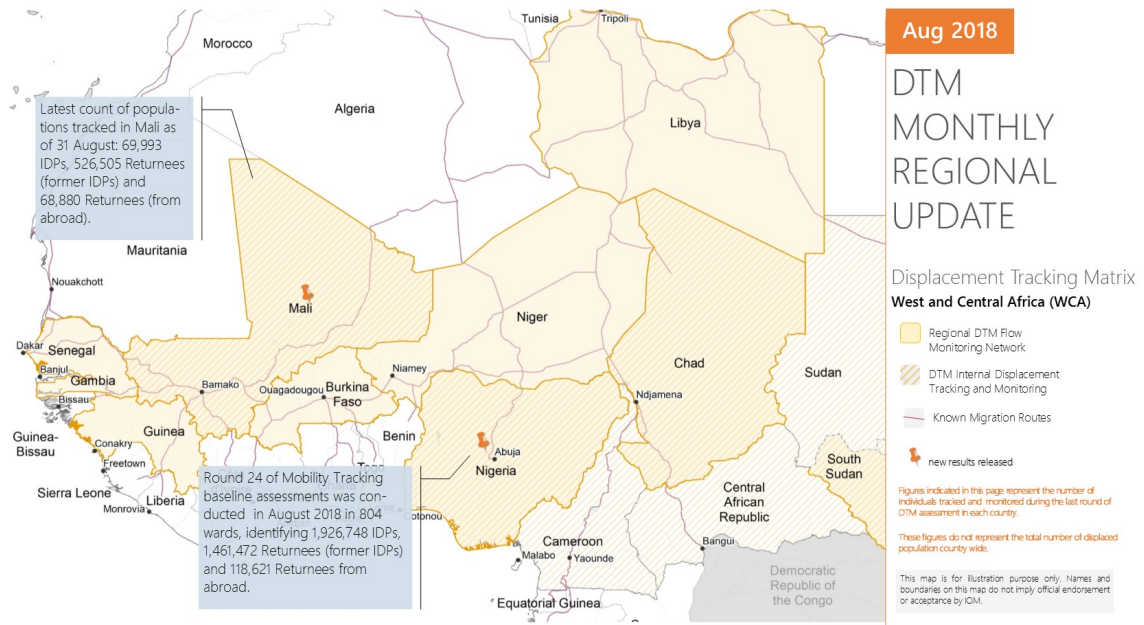 Aug 2018
DTM
MONTHLY
REGIONAL
UPDATE
Displacement Tracking Matrix
West and Central Africa (WCA)
Regional DTM Flow
Monitoring Network
DTM Internal Displacement
Tracking and Monitoring
Known Migration Routes
new results released
Figures indicated in this page represent the number of
individuals tracked and monitored during the last round of
DTM assessment in each country.
These figures do not represent the total number of displaced
population country wide.
This map is for illustration purpose only. Names and
boundaries on this map do not imply official endorsement
or acceptance by IOM.
Latest count of popula-
tions tracked in Mali as
of 31 August: 69,993
IDPs, 526,505 Returnees
(former IDPs) and
68,880 Returnees (from
abroad).
Round 24 of Mobility Tracking
baseline assessments was con-
ducted in August 2018 in 804
wards, identifying 1,926,748 IDPs,
1,461,472 Returnees (former IDPs)
and 118,621 Returnees from
abroad.
Tunisia
Tripoli
Morocco
Algeria
Libya
Mauritania
Nouakchott
Mali
Niger
Chad
Sudan
Dakar
Senegal
Banjul
Gambia
Bissau
Bamako
Ouagadougou
Burkina
Faso
Niamey
Ndjamena
Guinea-
Bissau
Guinea
Conakry
Freetown
Sierra Leone
Liberia
Monrovia
Benin
Abuja
Nigeria
South
Sudan
Central
African
Republic
Bangui
Cameroon
Malabo
Yaounde
Equatorial Guinea
Democratic
Republic of
the Congo